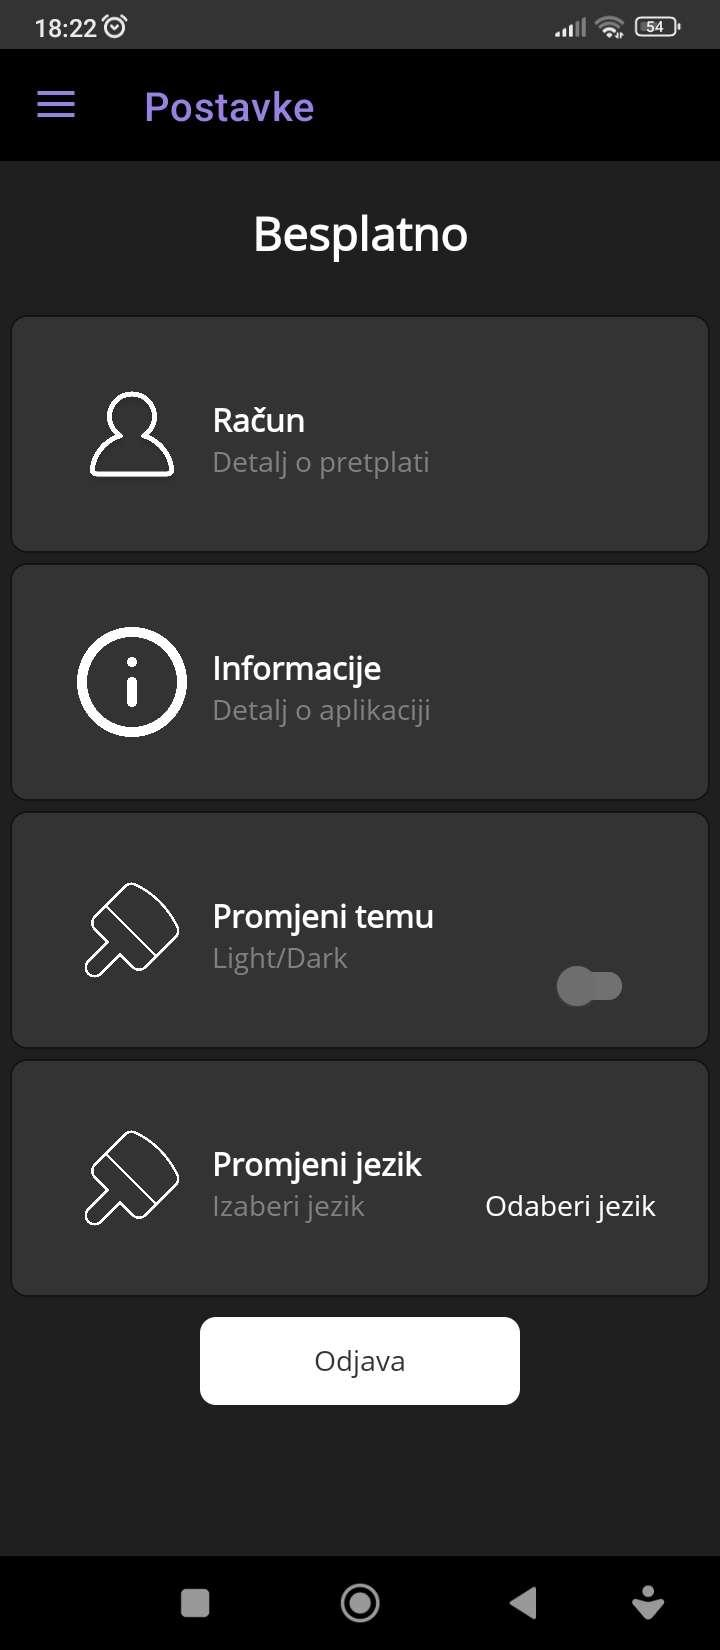 18:22
54
Postavke
Besplatno
Račun
Detalj o pretplati
Informacije
Detalj o aplikaciji
Promjeni temu
Light/Dark
Promjeni jezik
Izaberi jezik
Odaberi jezik
Odjava